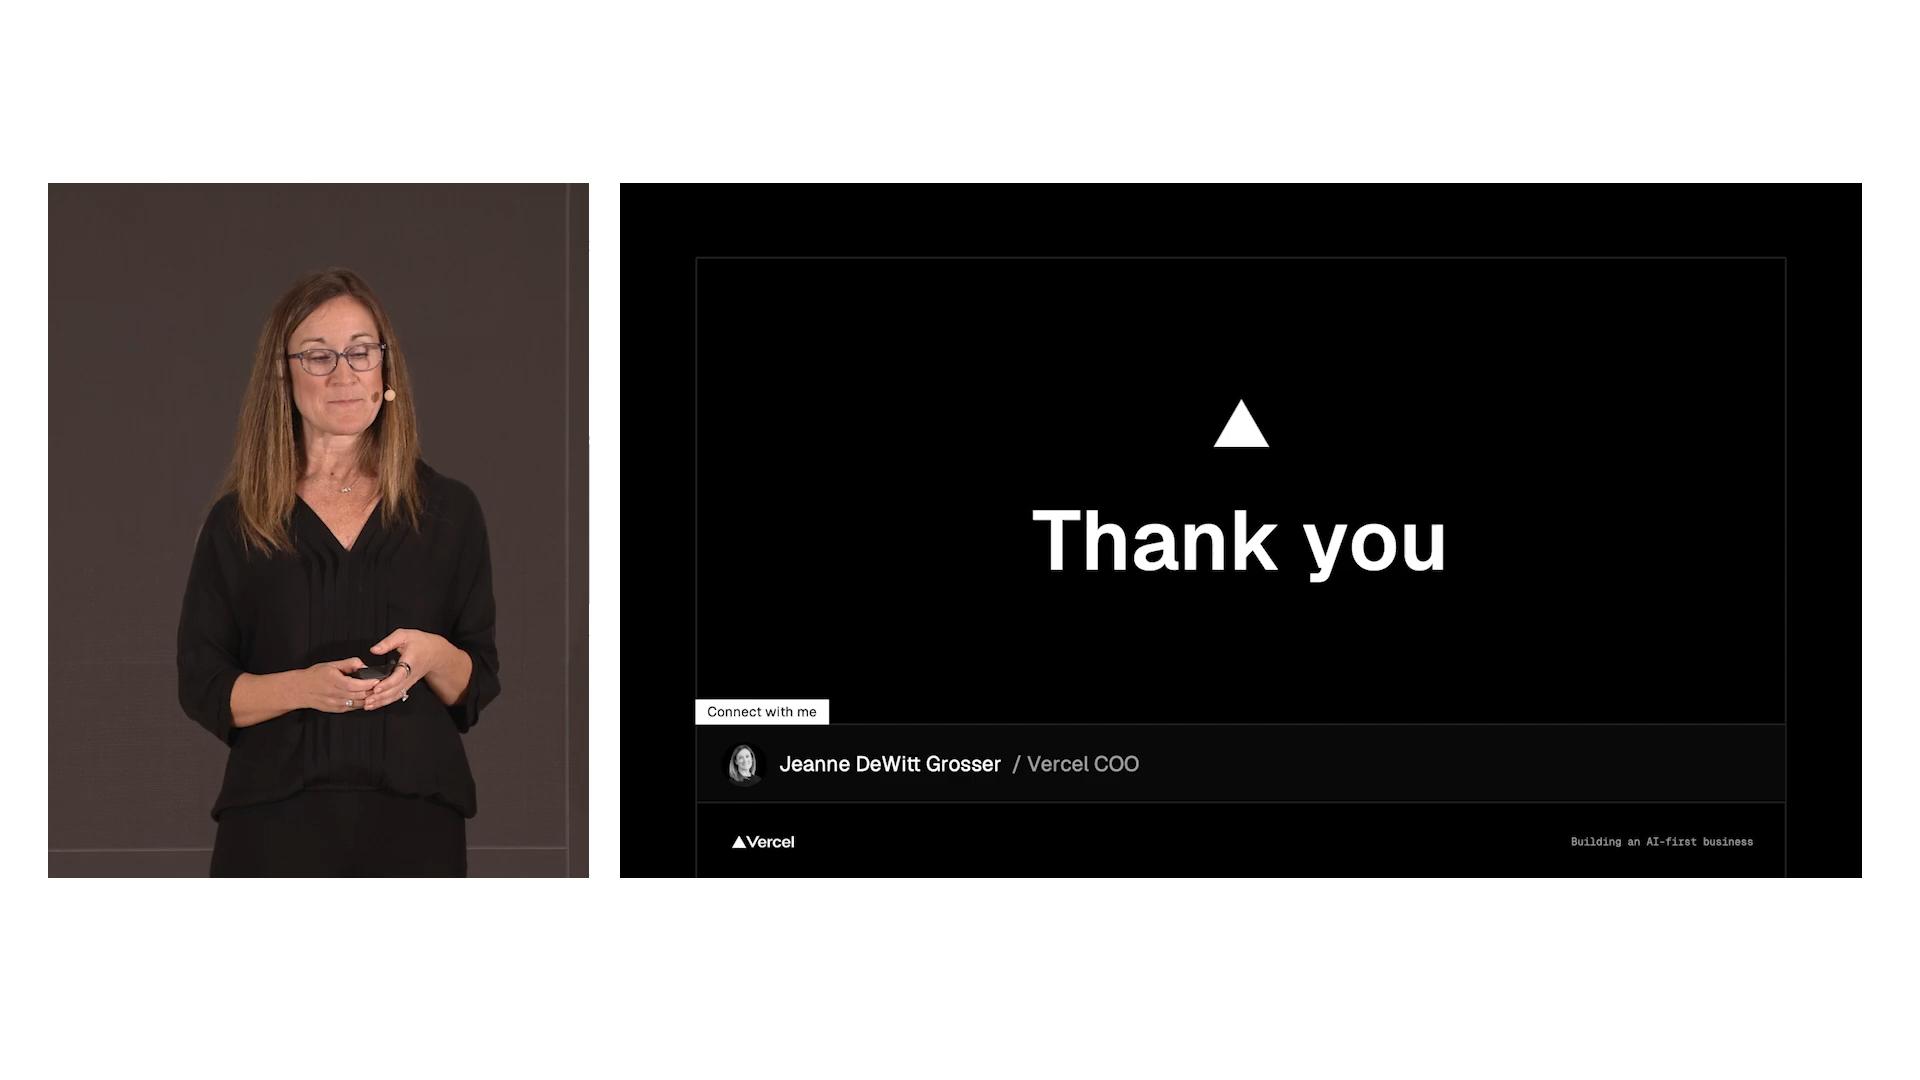 Thank you
Connect with me
Jeanne DeWitt Grosser / Vercel COO
Vercel
Building an AI-first business